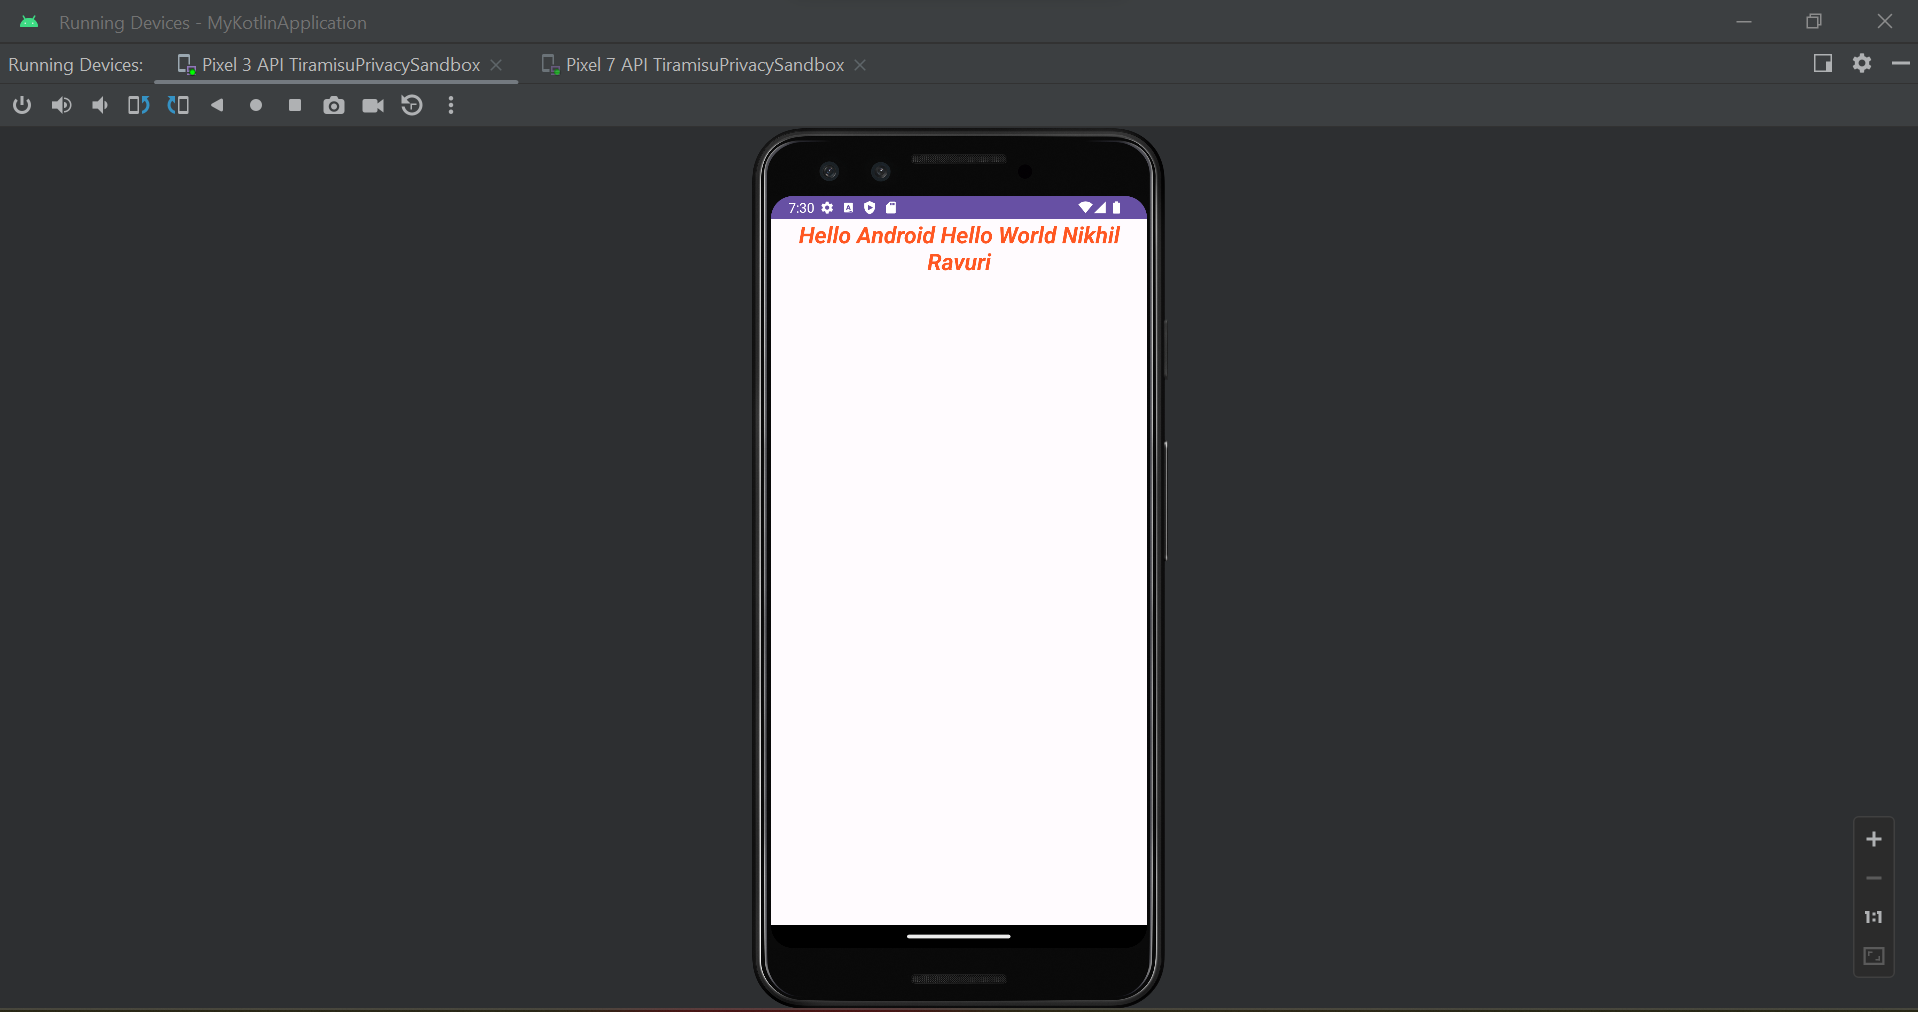 Running Devices - MyKotlinApplication
Running Devices: Pixel 3 API TiramisuPrivacySandbox Pixel 7 API TiramisuPrivacySandbox
7:30
Hello Android Hello World Nikhil
Ravuri
1:1